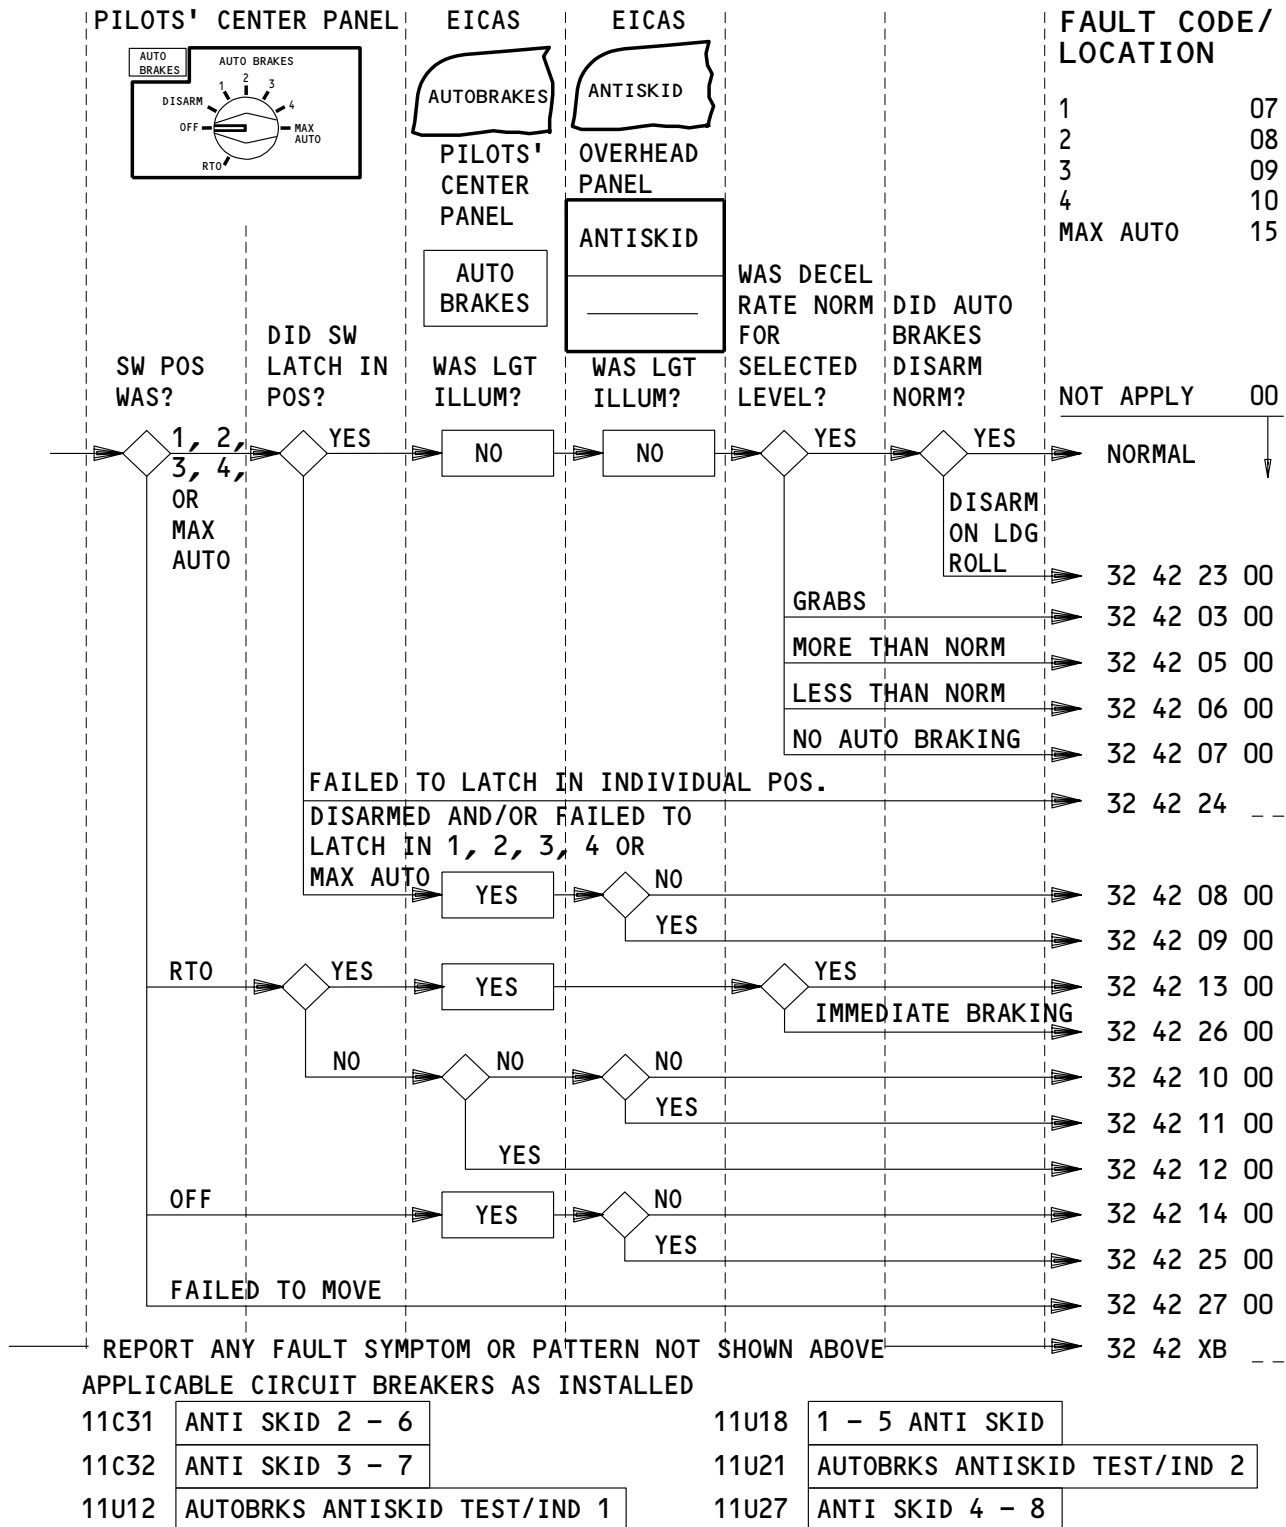 PILOTS' CENTER PANEL
EICAS
EICAS
FAULT CODE/
LOCATION
AUTO
BRAKES
AUTO BRAKES
DISARM
1
2
3
4
OFF
MAX
AUTO
RTO
AUTOBRAKES
ANTISKID
1 07
2 08
3 09
4 10
MAX AUTO 15
PILOTS'
CENTER
PANEL
OVERHEAD
PANEL
AUTO
BRAKES
ANTISKID
SW POS
WAS?
DID SW
LATCH IN
POS?
WAS LGT
ILLUM?
WAS LGT
ILLUM?
WAS DECEL
RATE NORM
FOR
SELECTED
LEVEL?
DID AUTO
BRAKES
DISARM
NORM?
NOT APPLY 00
1, 2,
3, 4,
OR
MAX
AUTO
YES
NO
NO
YES
YES
NORMAL
DISARM
ON LDG
ROLL
32 42 23 00
GRABS
32 42 03 00
MORE THAN NORM
32 42 05 00
LESS THAN NORM
32 42 06 00
NO AUTO BRAKING
32 42 07 00
FAILED TO LATCH IN INDIVIDUAL POS.
32 42 24 _ _
DISARMED AND/OR FAILED TO
LATCH IN 1, 2, 3, 4 OR
MAX AUTO
YES
NO
32 42 08 00
YES
32 42 09 00
RTO
YES
YES
YES
32 42 13 00
IMMEDIATE BRAKING
32 42 26 00
NO
NO
NO
32 42 10 00
YES
32 42 11 00
YES
32 42 12 00
OFF
YES
NO
32 42 14 00
YES
32 42 25 00
FAILED TO MOVE
32 42 27 00
REPORT ANY FAULT SYMPTOM OR PATTERN NOT SHOWN ABOVE
32 42 XB _ _
APPLICABLE CIRCUIT BREAKERS AS INSTALLED
11C31 ANTI SKID 2 – 6
11U18 1 – 5 ANTI SKID
11C32 ANTI SKID 3 – 7
11U21 AUTOBRKS ANTISKID TEST/IND 2
11U12 AUTOBRKS ANTISKID TEST/IND 1
11U27 ANTI SKID 4 – 8